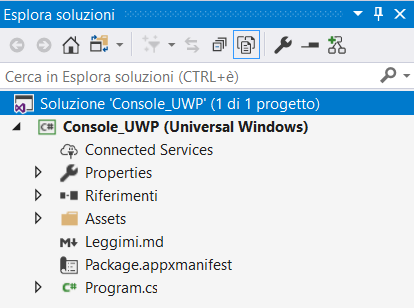 Esplora soluzioni
Cerca in Esplora soluzioni (CTRL+è)
Soluzione 'Console_UWP' (1 di 1 progetto)
C# Console_UWP (Universal Windows)
Connected Services
Properties
Riferimenti
Assets
M↓ Leggimi.md
Package.appxmanifest
C# Program.cs